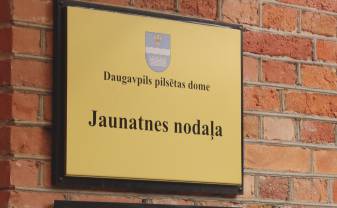 Daugavpils pilsētas dome
Jaunatnes nodaļa